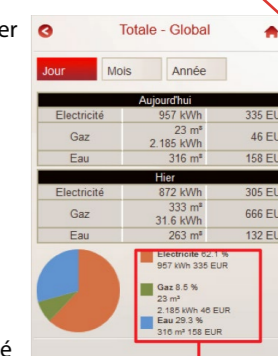 er
Totale - Global
Jour Mois Année
Aujourd'hui
Electricité 957 kWh 335 EU
Gaz 23 m³ 2.185 kWh 46 EU
Eau 316 m³ 158 EUR
Hier
Electricité 872 kWh 305 EU
Gaz 333 m³ 31.6 kWh 666 EU
Eau 263 m³ 132 EU
Electricité 62.1 %
957 kWh 335 EUR
Gaz 8.5 %
23 m³
2.185 kWh 46 EUR
Eau 29.3 %
316 m³ 158 EUR
é